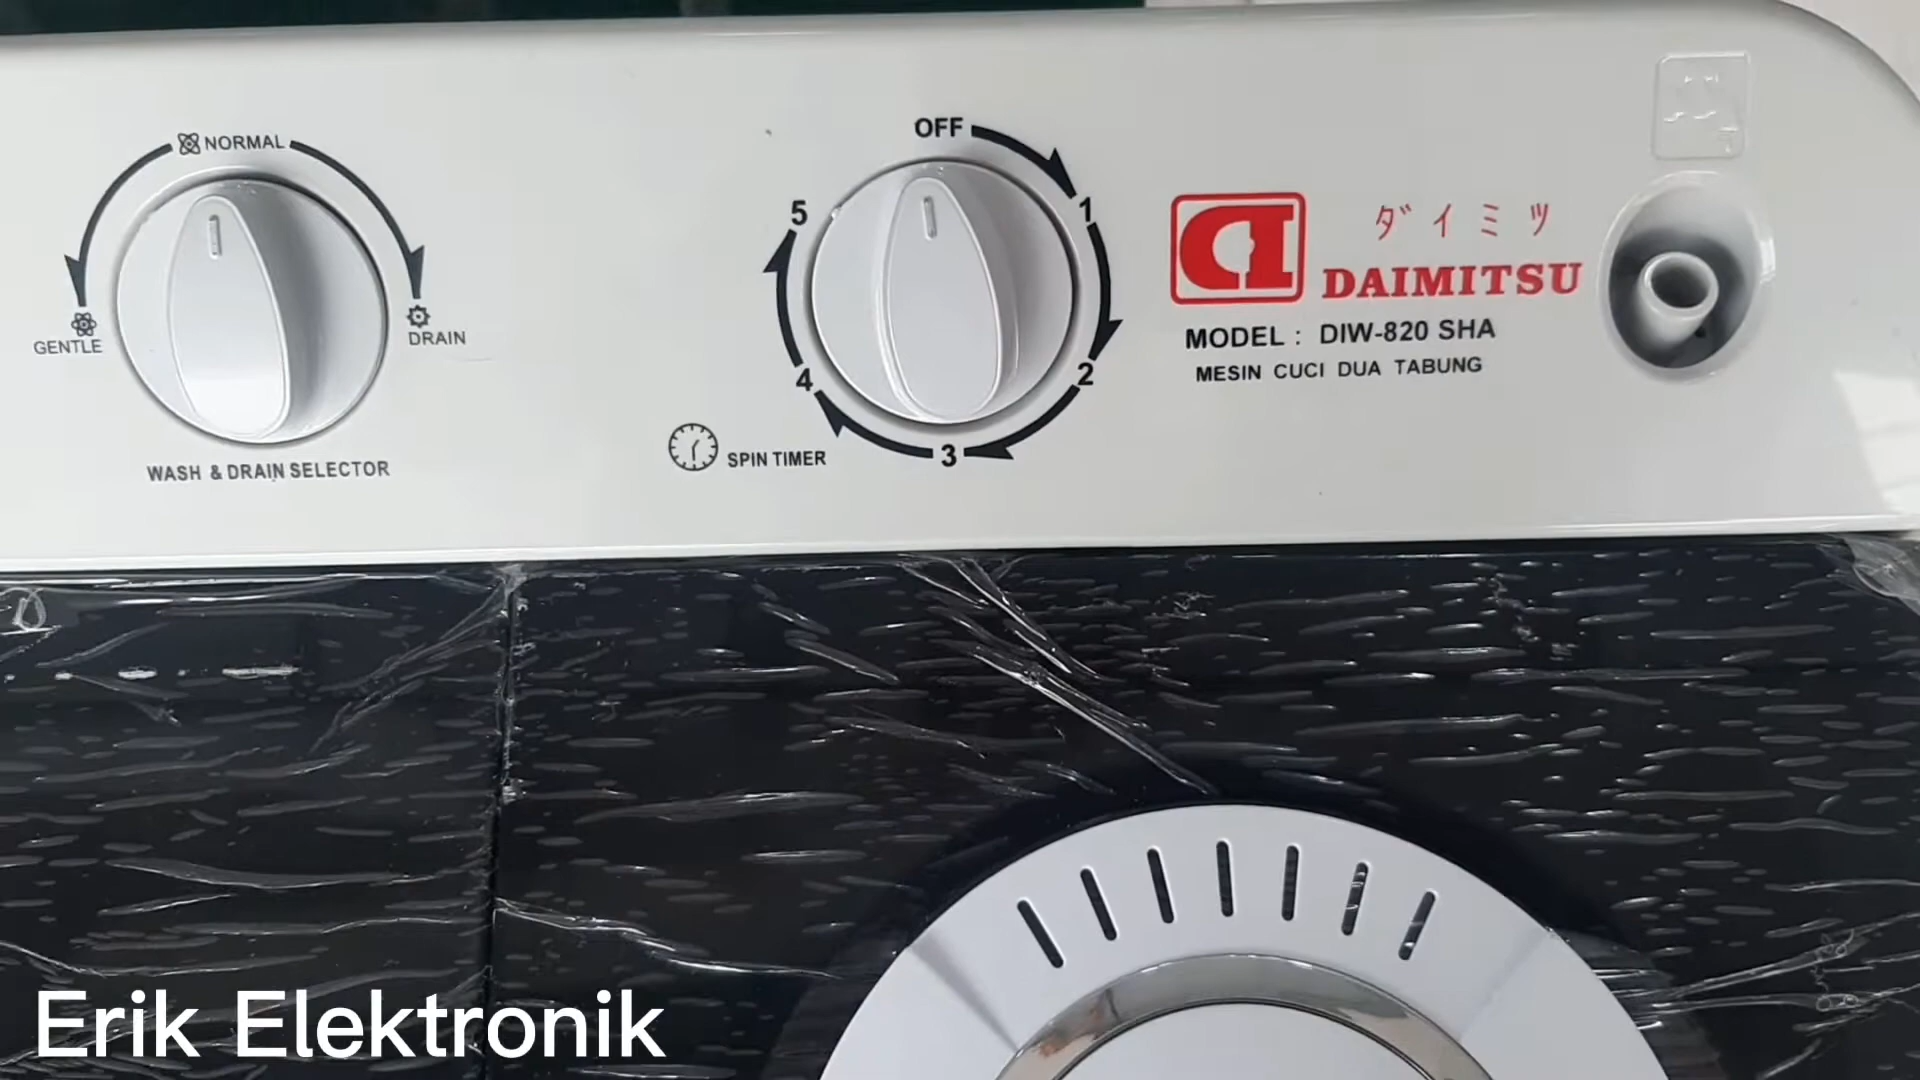 NORMAL
GENTLE
DRAIN
WASH & DRAIN SELECTOR
OFF
1
2
3
4
5
SPIN TIMER
ダイミツ
DAIMITSU
MODEL : DIW-820 SHA
MESIN CUCI DUA TABUNG
Erik Elektronik